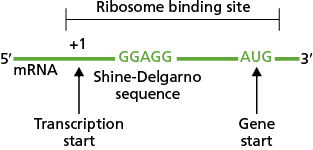 Ribosome binding site
+1
5′ GGAGG AUG 3′
mRNA
Shine-Delgarno
sequence
Transcription
start
Gene
start